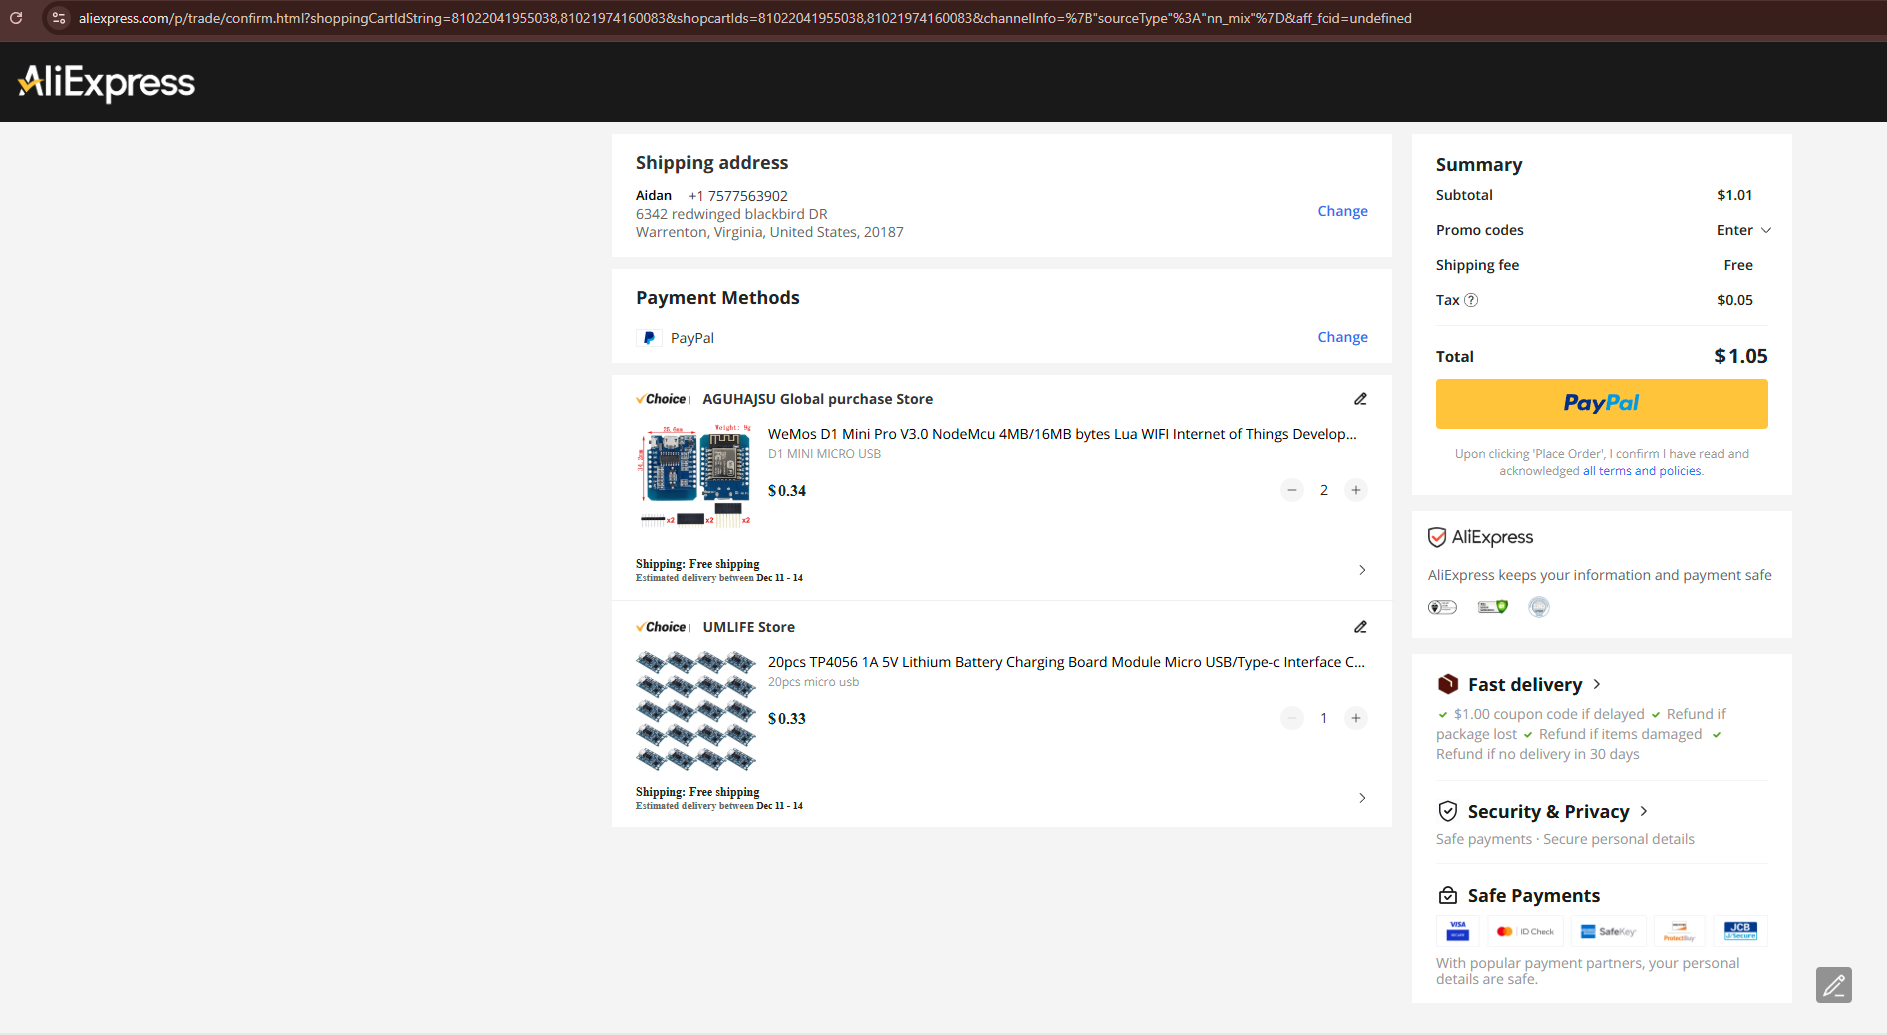 aliexpress.com/p/trade/confirm.html?shoppingCartIdString=81022041955038,81021974160083&shopcartIds=81022041955038,81021974160083&channelInfo=%7B"sourceType"%3A"nn_mix"%7D&aff_fcid=undefined
AliExpress
Shipping address
Aidan +1 7577563902
6342 redwinged blackbird DR
Warrenton, Virginia, United States, 20187
Change
Payment Methods
PayPal
Change
Choice AGUHAJSU Global purchase Store
25.6mm
Weight: 9g
34.2mm
x2 x2 x2
WeMos D1 Mini Pro V3.0 NodeMcu 4MB/16MB bytes Lua WIFI Internet of Things Develop...
D1 MINI MICRO USB
$0.34
2
Shipping: Free shipping
Estimated delivery between Dec 11 - 14
Choice UMLIFE Store
20pcs TP4056 1A 5V Lithium Battery Charging Board Module Micro USB/Type-c Interface C...
20pcs micro usb
$0.33
1
Shipping: Free shipping
Estimated delivery between Dec 11 - 14
Summary
Subtotal $1.01
Promo codes Enter
Shipping fee Free
Tax ? $0.05
Total $1.05
PayPal
Upon clicking 'Place Order', I confirm I have read and
acknowledged all terms and policies.
AliExpress
AliExpress keeps your information and payment safe
Fast delivery
$1.00 coupon code if delayed Refund if
package lost Refund if items damaged
Refund if no delivery in 30 days
Security & Privacy
Safe payments · Secure personal details
Safe Payments
VISA
ID Check
SafeKey
ProtectBuy
JCB
J/Secure
With popular payment partners, your personal
details are safe.